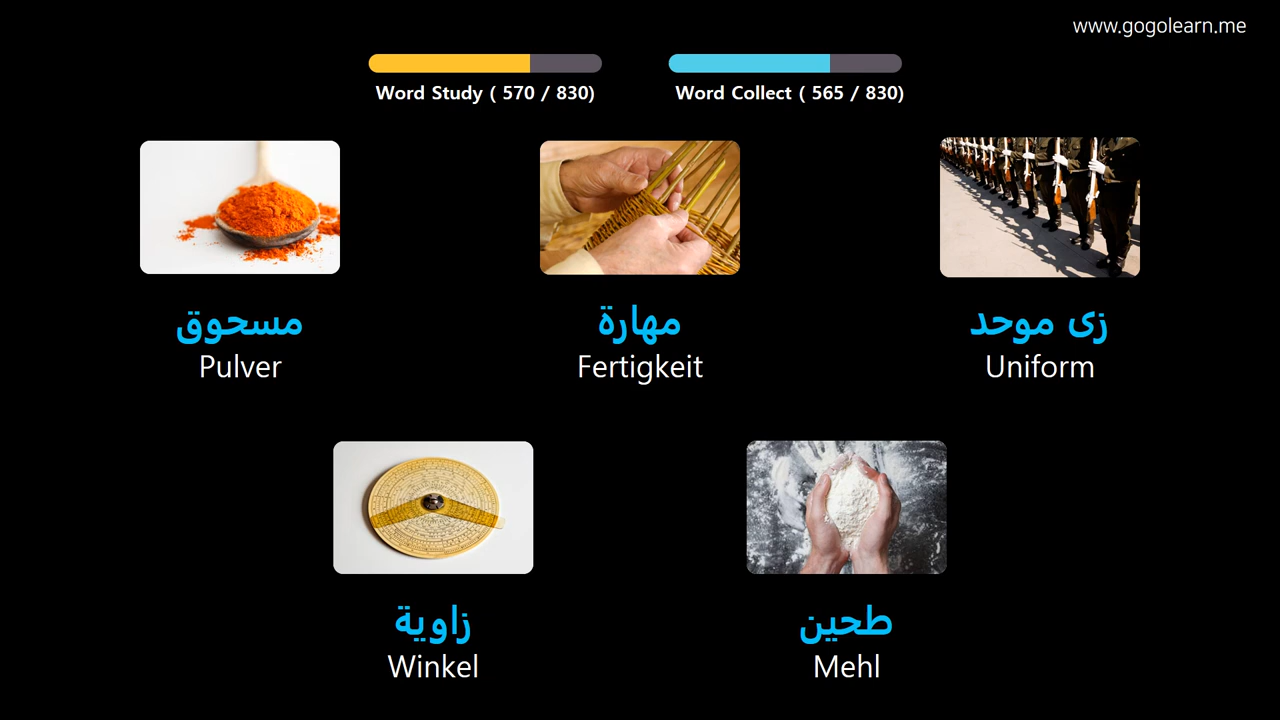 www.gogolearn.me
Word Study ( 570 / 830)
Word Collect ( 565 / 830)
مسحوق
Pulver
مهارة
Fertigkeit
زى موحد
Uniform
زاوية
Winkel
طحين
Mehl